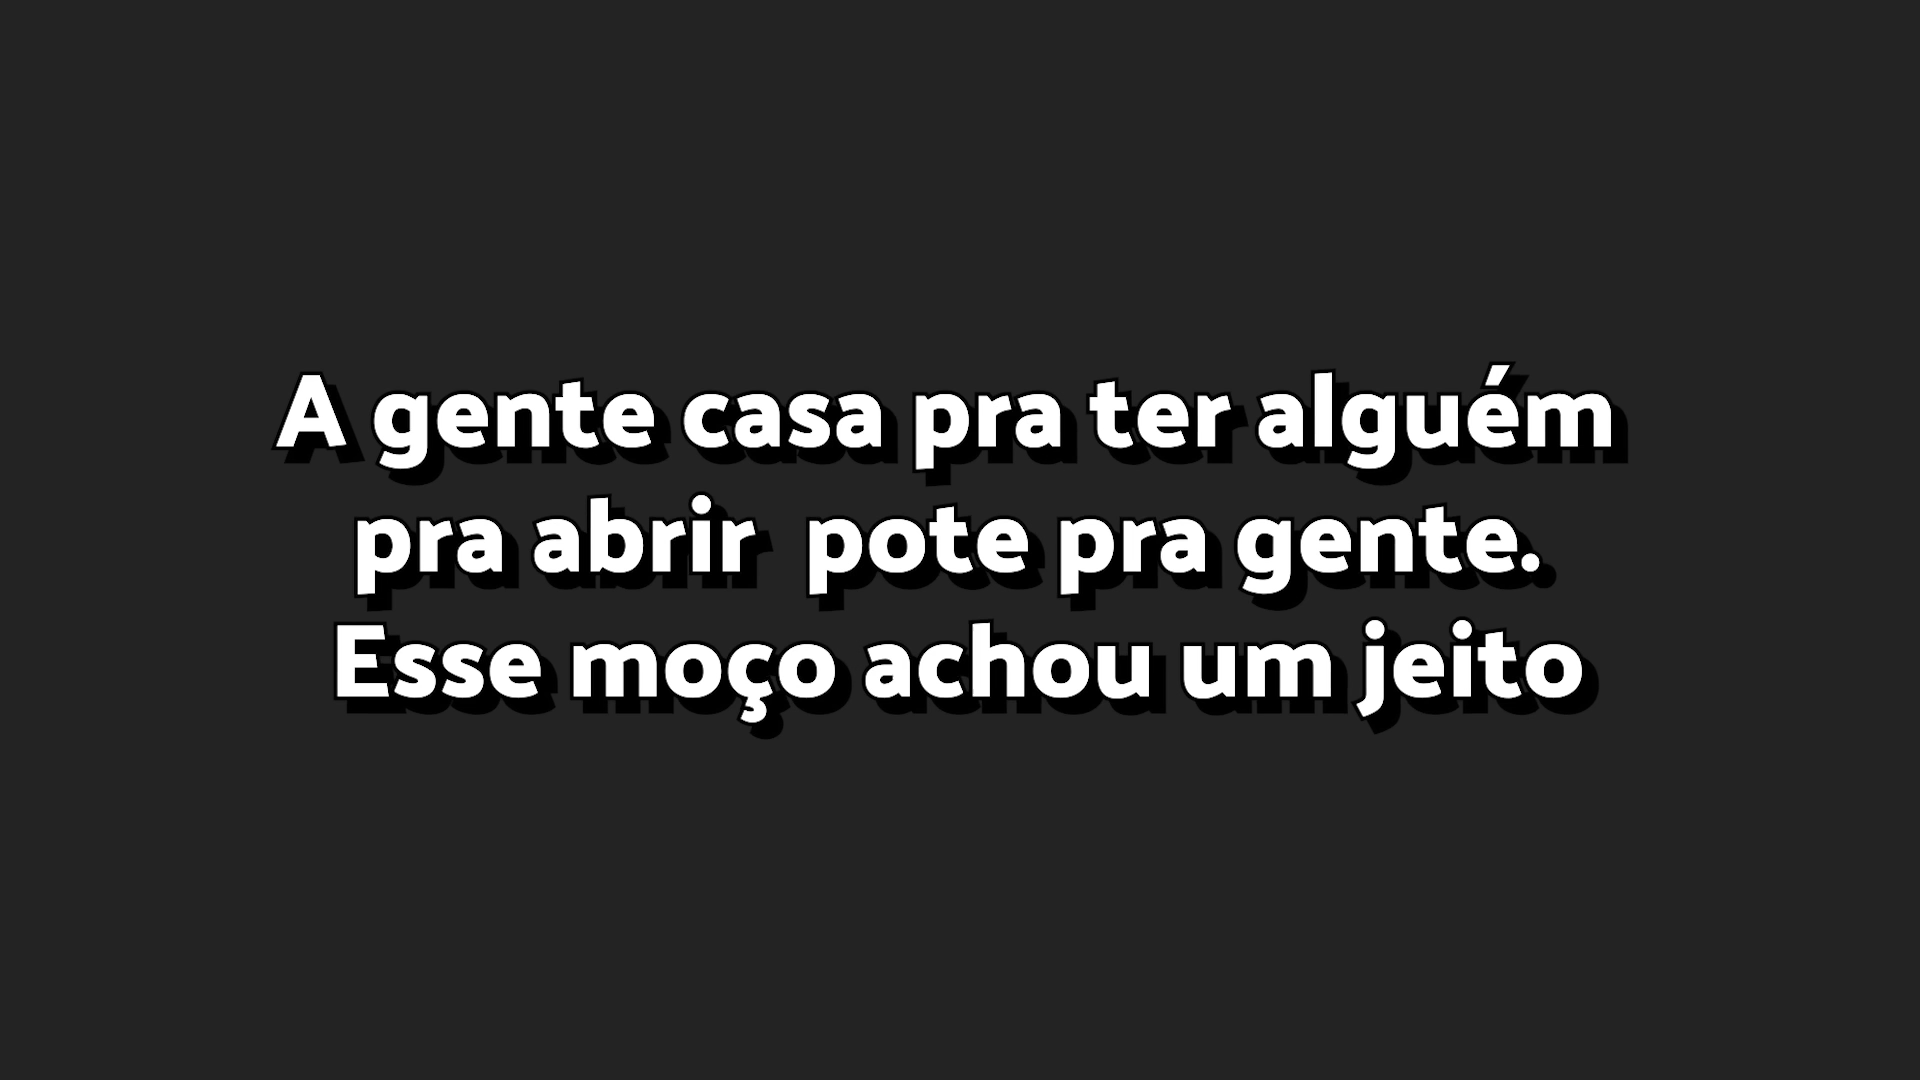 A gente casa pra ter alguém
pra abrir  pote pra gente.
Esse moço achou um jeito